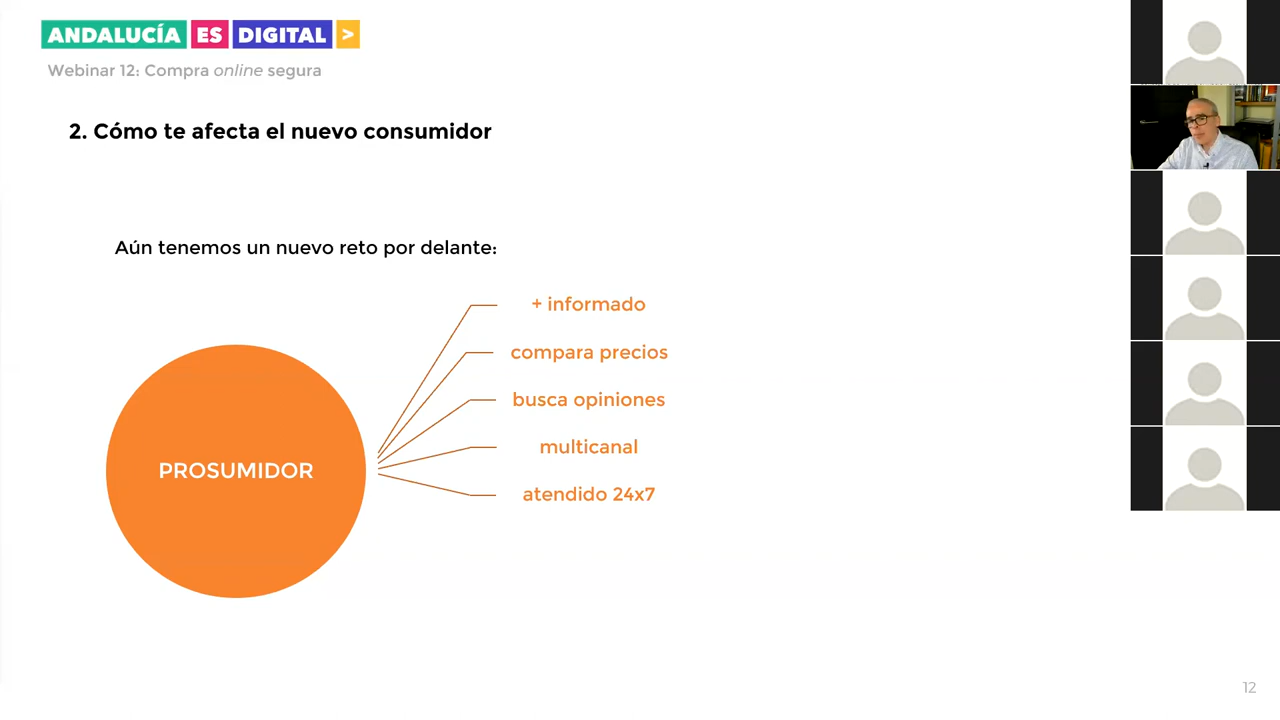 ANDALUCÍA ES DIGITAL >
Webinar 12: Compra online segura
2. Cómo te afecta el nuevo consumidor
Aún tenemos un nuevo reto por delante:
+ informado
compara precios
busca opiniones
multicanal
PROSUMIDOR
atendido 24x7
12